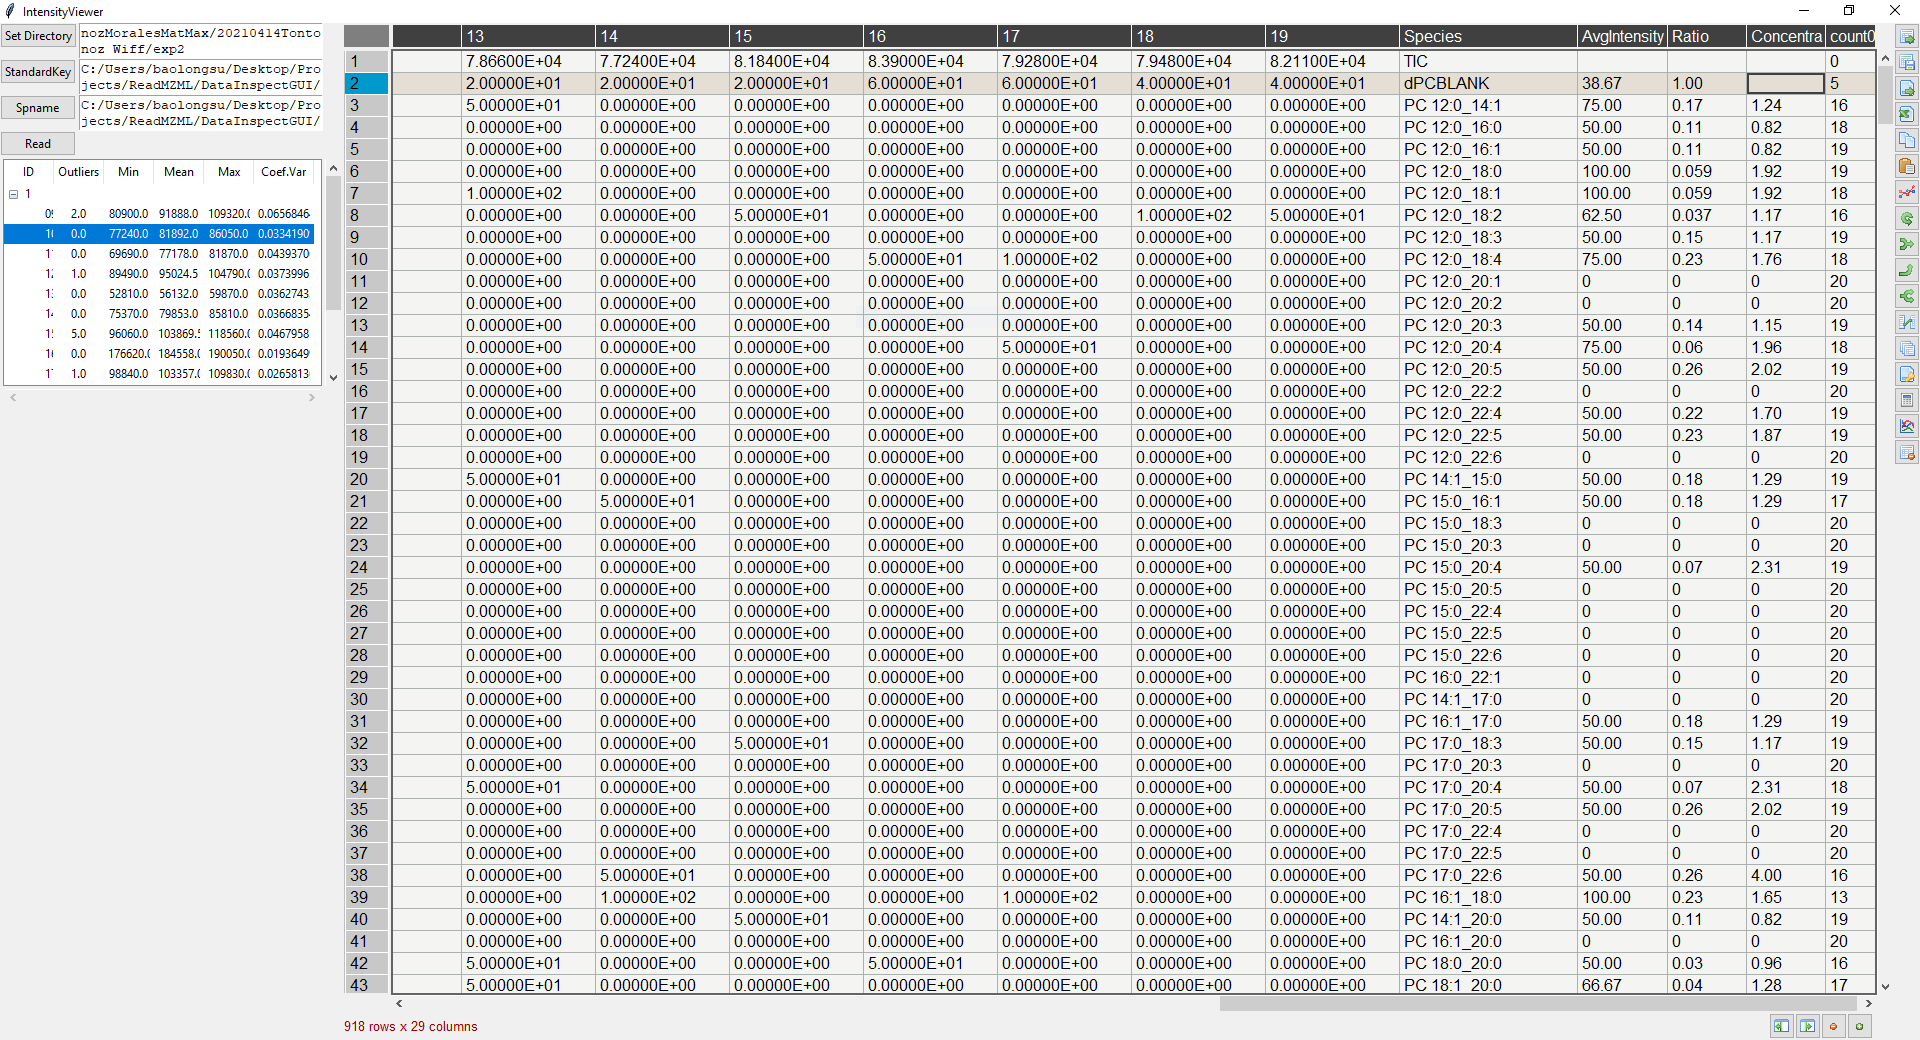 IntensityViewer
Set Directory
nozMoralesMatMax/20210414Tonto
noz Wiff/exp2
StandardKey
C:/Users/baolongsu/Desktop/Pro
jects/ReadMZML/DataInspectGUI/
Spname
C:/Users/baolongsu/Desktop/Pro
jects/ReadMZML/DataInspectGUI/
Read
ID Outliers Min Mean Max Coef.Var
1
2.0 80900.0 91888.0 109320.( 0.0656846
0.0 77240.0 81892.0 86050.0 0.0334190
0.0 69690.0 77178.0 81870.0 0.0439370
1.0 89490.0 95024.5 104790.( 0.0373996
0.0 52810.0 56132.0 59870.0 0.0362743
0.0 75370.0 79853.0 85810.0 0.0366835
5.0 96060.0 103869.! 118560.0 0.0467958
0.0 176620.( 184558.( 190050.0 0.0193649
1.0 98840.0 103357.( 109830.0 0.0265813
13 14 15 16 17 18 19 Species AvgIntensity Ratio Concentra count0
1 7.86600E+04 7.72400E+04 8.18400E+04 8.39000E+04 7.92800E+04 7.94800E+04 8.21100E+04 TIC 0
2 2.00000E+01 2.00000E+01 2.00000E+01 6.00000E+01 6.00000E+01 4.00000E+01 4.00000E+01 dPCBLANK 38.67 1.00 5
3 5.00000E+01 0.00000E+00 0.00000E+00 0.00000E+00 0.00000E+00 0.00000E+00 0.00000E+00 PC 12:0_14:1 75.00 0.17 1.24 16
4 0.00000E+00 0.00000E+00 0.00000E+00 0.00000E+00 0.00000E+00 0.00000E+00 0.00000E+00 PC 12:0_16:0 50.00 0.11 0.82 18
5 0.00000E+00 0.00000E+00 0.00000E+00 0.00000E+00 0.00000E+00 0.00000E+00 0.00000E+00 PC 12:0_16:1 50.00 0.11 0.82 19
6 0.00000E+00 0.00000E+00 0.00000E+00 0.00000E+00 0.00000E+00 0.00000E+00 0.00000E+00 PC 12:0_18:0 100.00 0.059 1.92 19
7 1.00000E+02 0.00000E+00 0.00000E+00 0.00000E+00 0.00000E+00 0.00000E+00 0.00000E+00 PC 12:0_18:1 100.00 0.059 1.92 18
8 0.00000E+00 0.00000E+00 5.00000E+01 0.00000E+00 0.00000E+00 1.00000E+02 5.00000E+01 PC 12:0_18:2 62.50 0.037 1.17 16
9 0.00000E+00 0.00000E+00 0.00000E+00 0.00000E+00 0.00000E+00 0.00000E+00 0.00000E+00 PC 12:0_18:3 50.00 0.15 1.17 19
10 0.00000E+00 0.00000E+00 0.00000E+00 5.00000E+01 1.00000E+02 0.00000E+00 0.00000E+00 PC 12:0_18:4 75.00 0.23 1.76 18
11 0.00000E+00 0.00000E+00 0.00000E+00 0.00000E+00 0.00000E+00 0.00000E+00 0.00000E+00 PC 12:0_20:1 0 0 0 20
12 0.00000E+00 0.00000E+00 0.00000E+00 0.00000E+00 0.00000E+00 0.00000E+00 0.00000E+00 PC 12:0_20:2 0 0 0 20
13 0.00000E+00 0.00000E+00 0.00000E+00 0.00000E+00 0.00000E+00 0.00000E+00 0.00000E+00 PC 12:0_20:3 50.00 0.14 1.15 19
14 0.00000E+00 0.00000E+00 0.00000E+00 0.00000E+00 5.00000E+01 0.00000E+00 0.00000E+00 PC 12:0_20:4 75.00 0.06 1.96 18
15 0.00000E+00 0.00000E+00 0.00000E+00 0.00000E+00 0.00000E+00 0.00000E+00 0.00000E+00 PC 12:0_20:5 50.00 0.26 2.02 19
16 0.00000E+00 0.00000E+00 0.00000E+00 0.00000E+00 0.00000E+00 0.00000E+00 0.00000E+00 PC 12:0_22:2 0 0 0 20
17 0.00000E+00 0.00000E+00 0.00000E+00 0.00000E+00 0.00000E+00 0.00000E+00 0.00000E+00 PC 12:0_22:4 50.00 0.22 1.70 19
18 0.00000E+00 0.00000E+00 0.00000E+00 0.00000E+00 0.00000E+00 0.00000E+00 0.00000E+00 PC 12:0_22:5 50.00 0.23 1.87 19
19 0.00000E+00 0.00000E+00 0.00000E+00 0.00000E+00 0.00000E+00 0.00000E+00 0.00000E+00 PC 12:0_22:6 0 0 0 20
20 5.00000E+01 0.00000E+00 0.00000E+00 0.00000E+00 0.00000E+00 0.00000E+00 0.00000E+00 PC 14:1_15:0 50.00 0.18 1.29 19
21 0.00000E+00 5.00000E+01 0.00000E+00 0.00000E+00 0.00000E+00 0.00000E+00 0.00000E+00 PC 15:0_16:1 50.00 0.18 1.29 17
22 0.00000E+00 0.00000E+00 0.00000E+00 0.00000E+00 0.00000E+00 0.00000E+00 0.00000E+00 PC 15:0_18:3 0 0 0 20
23 0.00000E+00 0.00000E+00 0.00000E+00 0.00000E+00 0.00000E+00 0.00000E+00 0.00000E+00 PC 15:0_20:3 0 0 0 20
24 0.00000E+00 0.00000E+00 0.00000E+00 0.00000E+00 0.00000E+00 0.00000E+00 0.00000E+00 PC 15:0_20:4 50.00 0.07 2.31 19
25 0.00000E+00 0.00000E+00 0.00000E+00 0.00000E+00 0.00000E+00 0.00000E+00 0.00000E+00 PC 15:0_20:5 0 0 0 20
26 0.00000E+00 0.00000E+00 0.00000E+00 0.00000E+00 0.00000E+00 0.00000E+00 0.00000E+00 PC 15:0_22:4 0 0 0 20
27 0.00000E+00 0.00000E+00 0.00000E+00 0.00000E+00 0.00000E+00 0.00000E+00 0.00000E+00 PC 15:0_22:5 0 0 0 20
28 0.00000E+00 0.00000E+00 0.00000E+00 0.00000E+00 0.00000E+00 0.00000E+00 0.00000E+00 PC 15:0_22:6 0 0 0 20
29 0.00000E+00 0.00000E+00 0.00000E+00 0.00000E+00 0.00000E+00 0.00000E+00 0.00000E+00 PC 16:0_22:1 0 0 0 20
30 0.00000E+00 0.00000E+00 0.00000E+00 0.00000E+00 0.00000E+00 0.00000E+00 0.00000E+00 PC 14:1_17:0 0 0 0 20
31 0.00000E+00 0.00000E+00 0.00000E+00 0.00000E+00 0.00000E+00 0.00000E+00 0.00000E+00 PC 16:1_17:0 50.00 0.18 1.29 19
32 0.00000E+00 0.00000E+00 5.00000E+01 0.00000E+00 0.00000E+00 0.00000E+00 0.00000E+00 PC 17:0_18:3 50.00 0.15 1.17 19
33 0.00000E+00 0.00000E+00 0.00000E+00 0.00000E+00 0.00000E+00 0.00000E+00 0.00000E+00 PC 17:0_20:3 0 0 0 20
34 5.00000E+01 0.00000E+00 0.00000E+00 0.00000E+00 0.00000E+00 0.00000E+00 0.00000E+00 PC 17:0_20:4 50.00 0.07 2.31 18
35 0.00000E+00 0.00000E+00 0.00000E+00 0.00000E+00 0.00000E+00 0.00000E+00 0.00000E+00 PC 17:0_20:5 50.00 0.26 2.02 19
36 0.00000E+00 0.00000E+00 0.00000E+00 0.00000E+00 0.00000E+00 0.00000E+00 0.00000E+00 PC 17:0_22:4 0 0 0 20
37 0.00000E+00 0.00000E+00 0.00000E+00 0.00000E+00 0.00000E+00 0.00000E+00 0.00000E+00 PC 17:0_22:5 0 0 0 20
38 0.00000E+00 5.00000E+01 0.00000E+00 0.00000E+00 0.00000E+00 0.00000E+00 0.00000E+00 PC 17:0_22:6 50.00 0.26 4.00 16
39 0.00000E+00 1.00000E+02 0.00000E+00 0.00000E+00 1.00000E+02 0.00000E+00 0.00000E+00 PC 16:1_18:0 100.00 0.23 1.65 13
40 0.00000E+00 0.00000E+00 5.00000E+01 0.00000E+00 0.00000E+00 0.00000E+00 0.00000E+00 PC 14:1_20:0 50.00 0.11 0.82 19
41 0.00000E+00 0.00000E+00 0.00000E+00 0.00000E+00 0.00000E+00 0.00000E+00 0.00000E+00 PC 16:1_20:0 0 0 0 20
42 5.00000E+01 0.00000E+00 0.00000E+00 5.00000E+01 0.00000E+00 0.00000E+00 0.00000E+00 PC 18:0_20:0 50.00 0.03 0.96 16
43 5.00000E+01 0.00000E+00 0.00000E+00 0.00000E+00 0.00000E+00 0.00000E+00 0.00000E+00 PC 18:1_20:0 66.67 0.04 1.28 17
918 rows x 29 columns